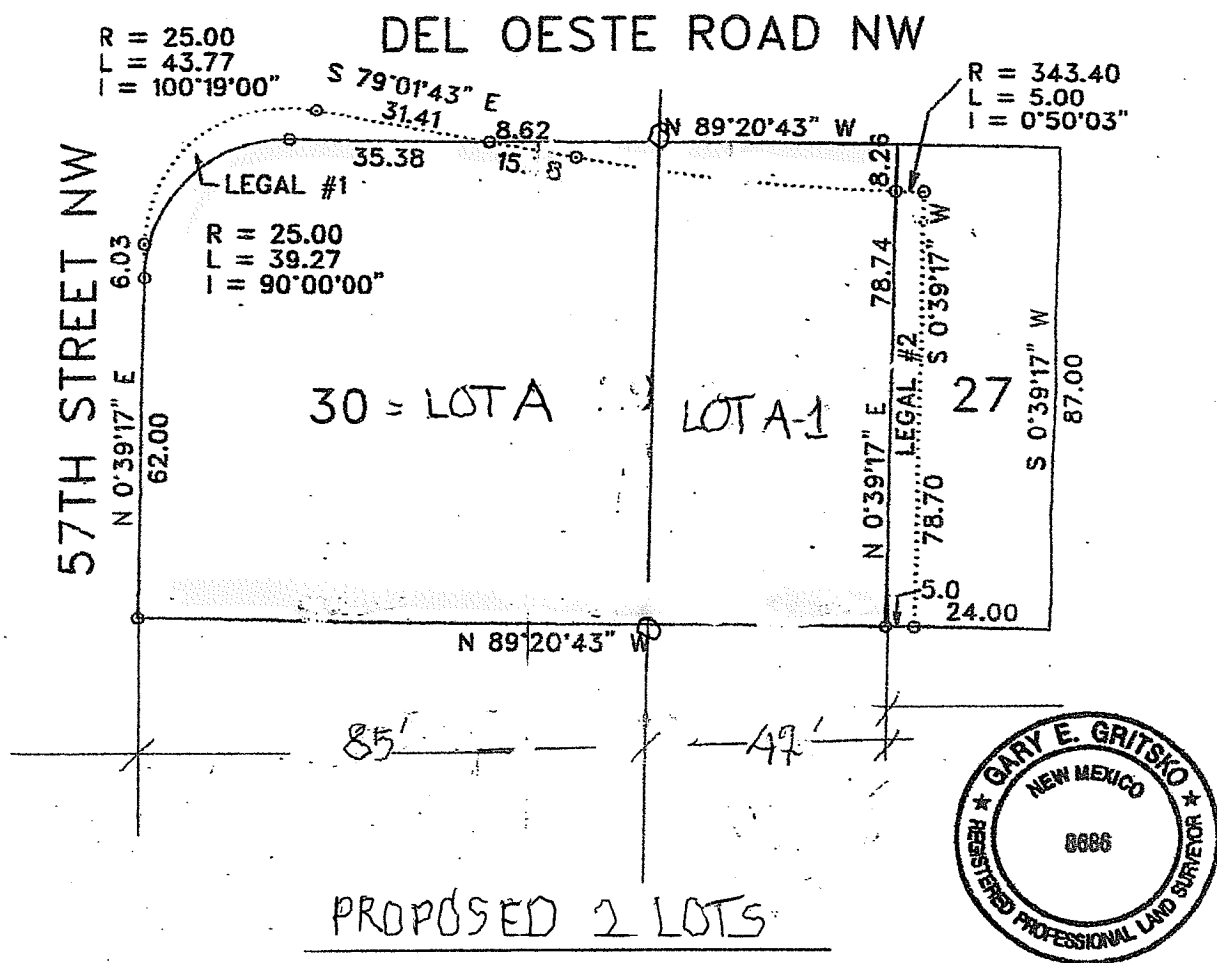 DEL OESTE ROAD NW
R = 25.00
L = 43.77
I = 100°19'00"
S 79°01'43" E
31.41
R = 343.40
L = 5.00
I = 0°50'03"
8.62
N 89°20'43" W
35.38
15.
8.26
LEGAL #1
57TH STREET NW
6.03
R = 25.00
L = 39.27
I = 90°00'00"
78.74
S 0°39'17" W
LEGAL #2
N 0°39'17" E
62.00
30 = LOT A
LOT A-1
27
S 0°39'17" W
87.00
N 0°39'17" E
78.70
5.0
24.00
N 89°20'43" W
85'
42'
PROPOSED 2 LOTS
GARY E. GRITSKO
NEW MEXICO
8686
REGISTERED PROFESSIONAL LAND SURVEYOR